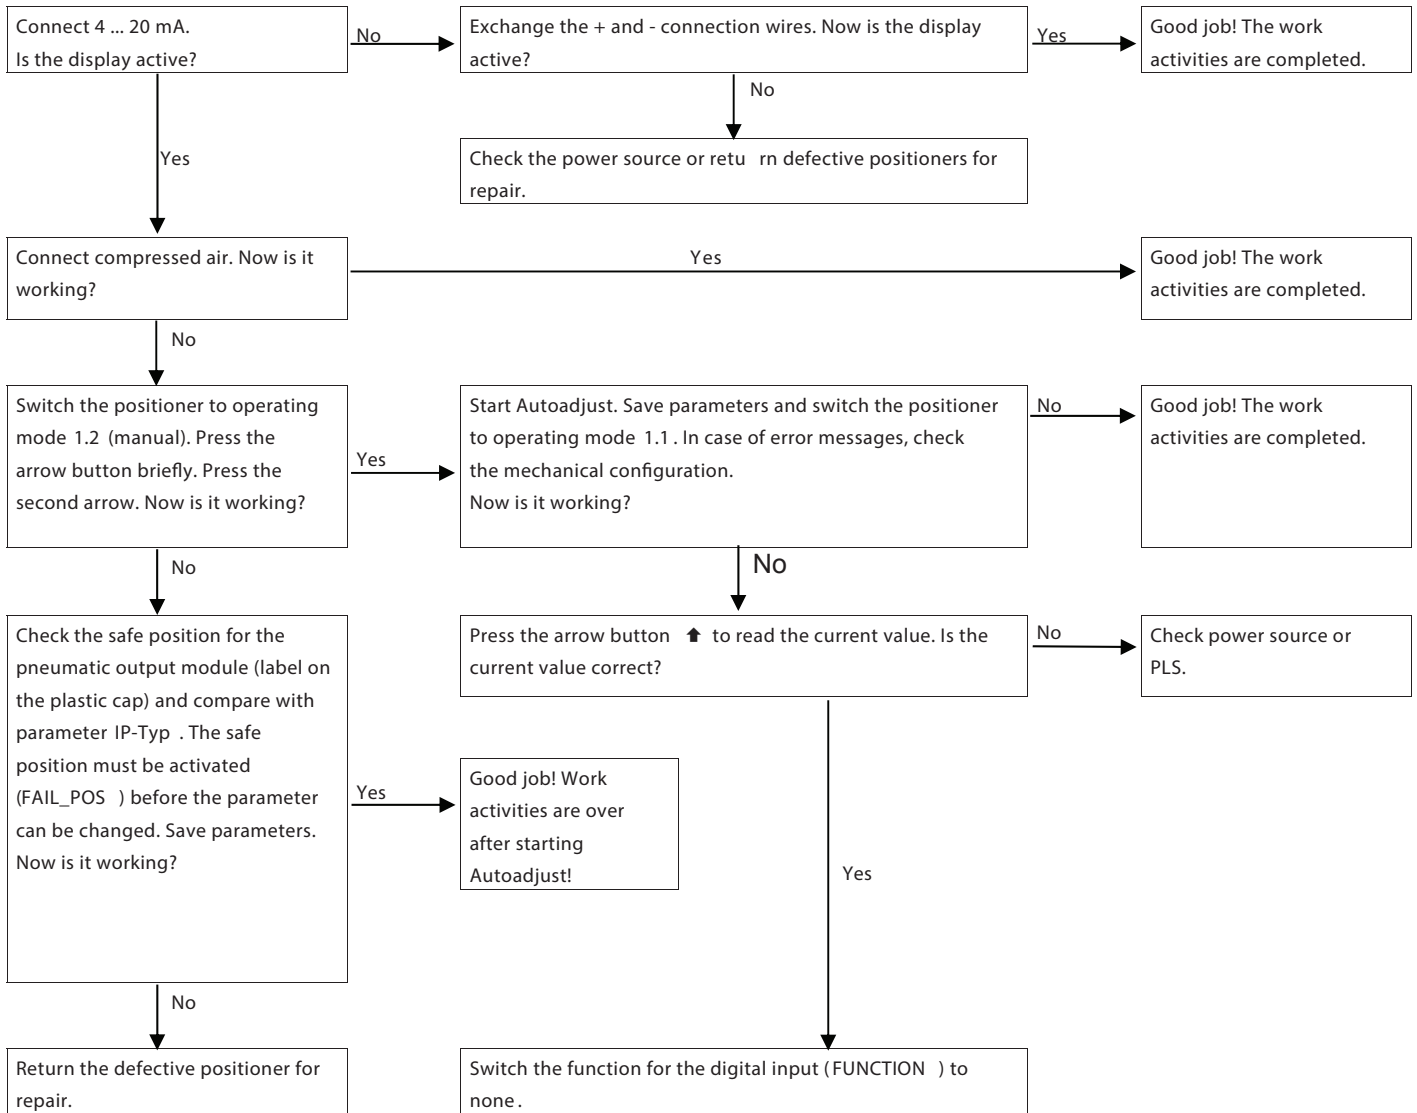 Connect 4 ... 20 mA.
Is the display active?
No
Exchange the + and - connection wires. Now is the display
active?
Yes
Good job! The work
activities are completed.
No
Yes
Check the power source or retu rn defective positioners for
repair.
Connect compressed air. Now is it
working?
Yes
Good job! The work
activities are completed.
No
Switch the positioner to operating
mode 1.2 (manual). Press the
arrow button briefly. Press the
second arrow. Now is it working?
Yes
Start Autoadjust. Save parameters and switch the positioner
to operating mode 1.1. In case of error messages, check
the mechanical configuration.
Now is it working?
No
Good job! The work
activities are completed.
No
No
Check the safe position for the
pneumatic output module (label on
the plastic cap) and compare with
parameter IP-Typ . The safe
position must be activated
(FAIL_POS ) before the parameter
can be changed. Save parameters.
Now is it working?
Press the arrow button ⬆ to read the current value. Is the
current value correct?
No
Check power source or
PLS.
Yes
Good job! Work
activities are over
after starting
Autoadjust!
Yes
No
Return the defective positioner for
repair.
Switch the function for the digital input (FUNCTION ) to
none.